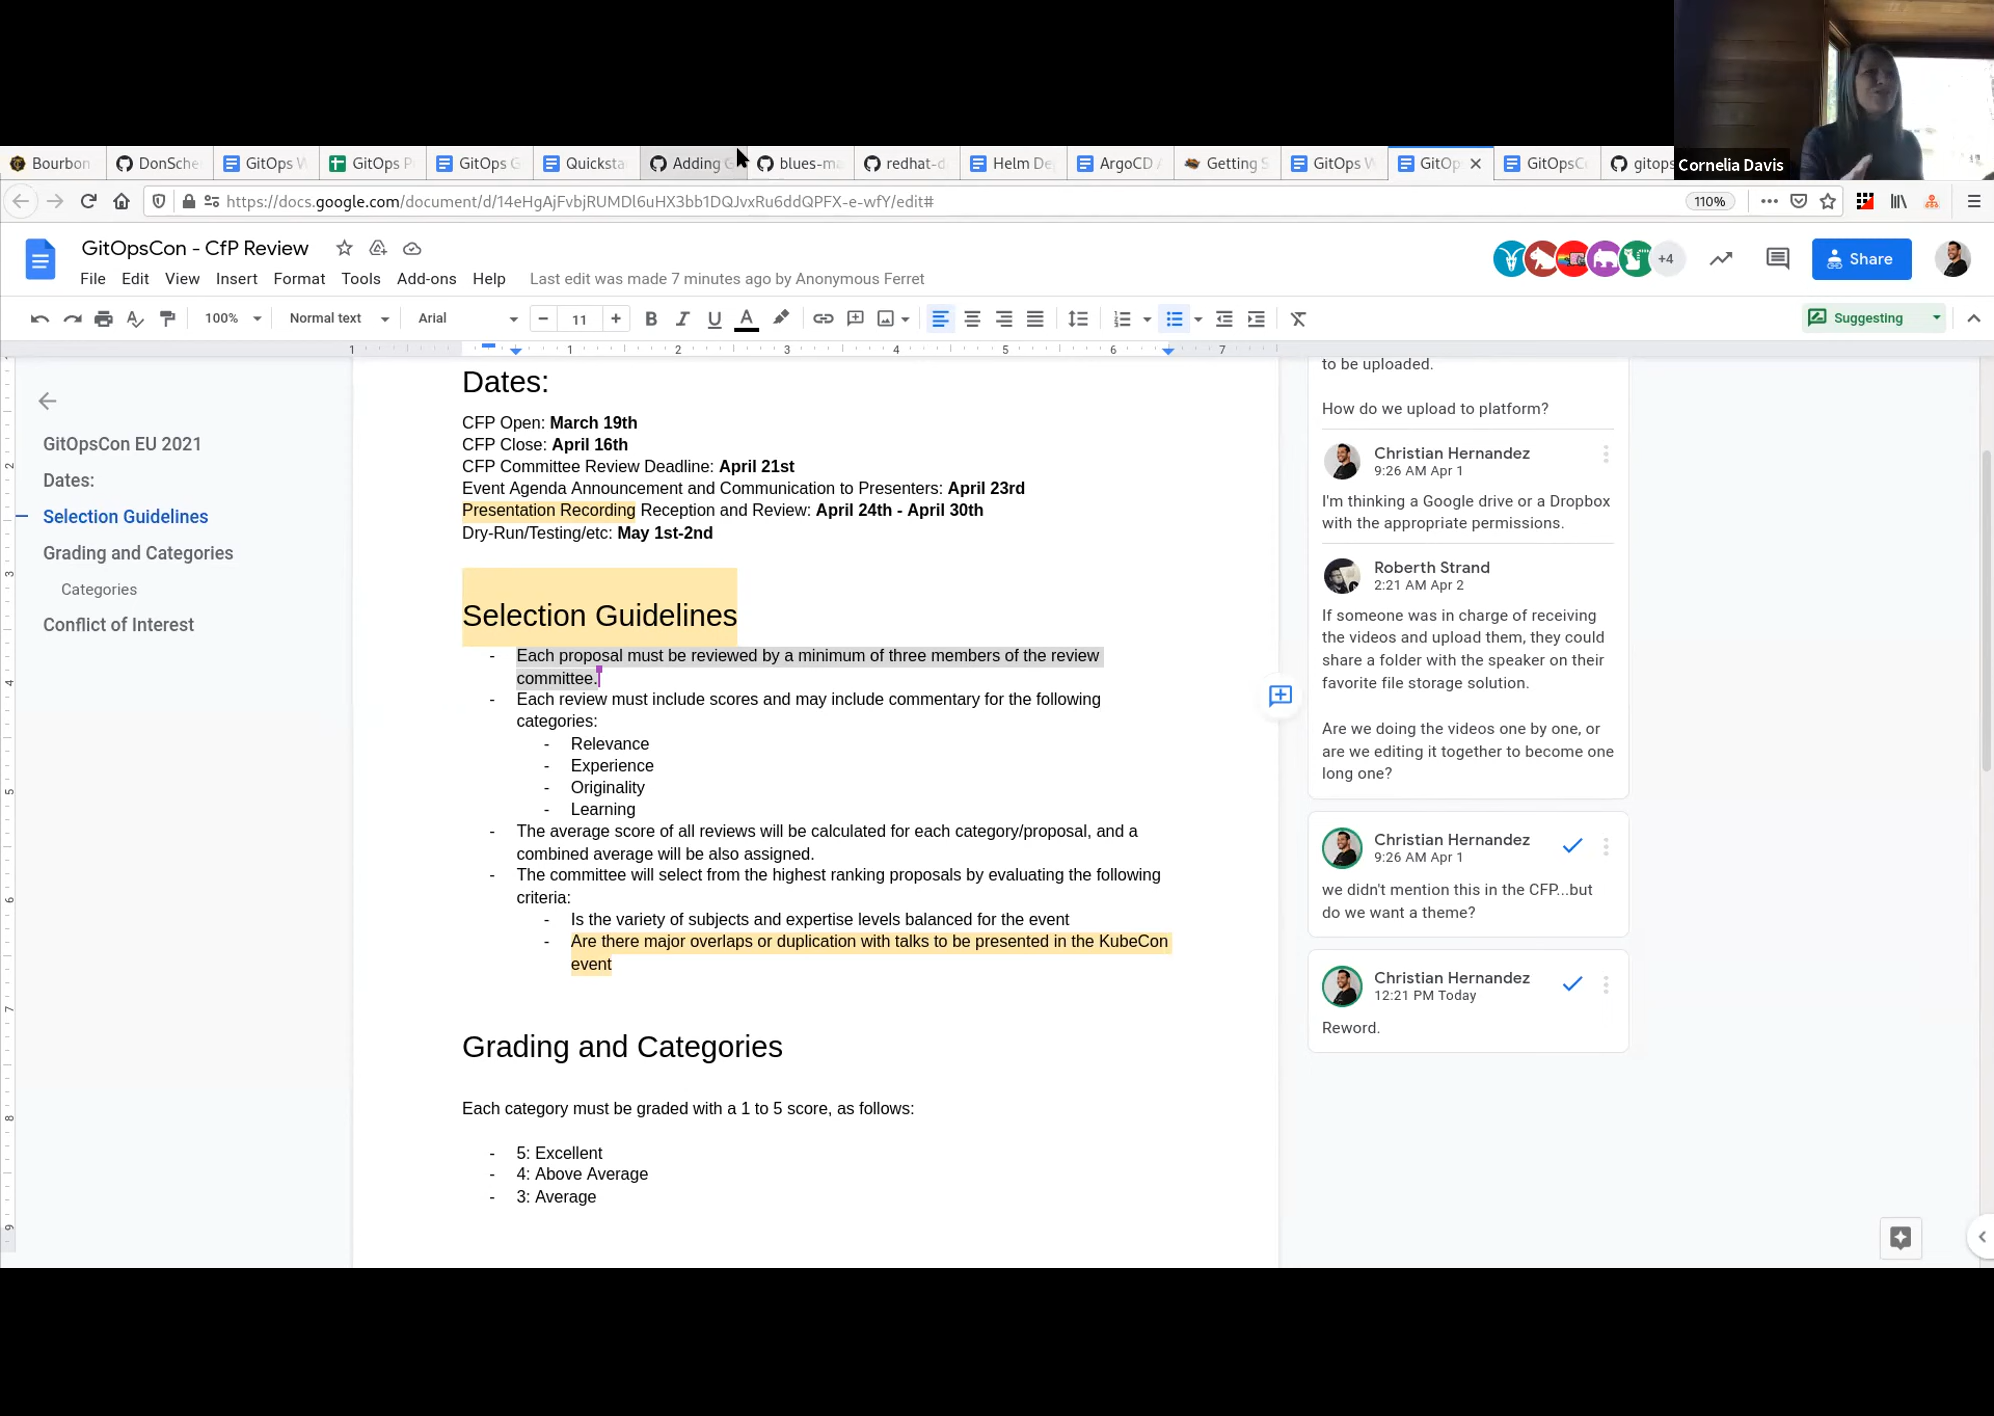 Cornelia Davis
Bourbon
DonSche
GitOps W
GitOps P
GitOps G
Quicksta
Adding
blues-ma
redhat-d
Helm De
ArgoCD
Getting S
GitOps W
GitOp
GitOpsC
gitops
https://docs.google.com/document/d/14eHgAjFvbjRUMDl6uHX3bb1DQJvxRu6ddQPFX-e-wfY/edit#
110%
GitOpsCon - CfP Review
File Edit View Insert Format Tools Add-ons Help Last edit was made 7 minutes ago by Anonymous Ferret
+4
Share
100% Normal text Arial 11 B I U A Suggesting
1 1 2 3 4 5 6 7
GitOpsCon EU 2021
Dates:
Selection Guidelines
Grading and Categories
Categories
Conflict of Interest
2
3
4
5
6
7
8
9
Dates:
CFP Open: March 19th
CFP Close: April 16th
CFP Committee Review Deadline: April 21st
Event Agenda Announcement and Communication to Presenters: April 23rd
Presentation Recording Reception and Review: April 24th - April 30th
Dry-Run/Testing/etc: May 1st-2nd
Selection Guidelines
- Each proposal must be reviewed by a minimum of three members of the review
committee.
- Each review must include scores and may include commentary for the following
categories:
- Relevance
- Experience
- Originality
- Learning
- The average score of all reviews will be calculated for each category/proposal, and a
combined average will be also assigned.
- The committee will select from the highest ranking proposals by evaluating the following
criteria:
- Is the variety of subjects and expertise levels balanced for the event
- Are there major overlaps or duplication with talks to be presented in the KubeCon
event
Grading and Categories
Each category must be graded with a 1 to 5 score, as follows:
- 5: Excellent
- 4: Above Average
- 3: Average
to be uploaded.
How do we upload to platform?
Christian Hernandez
9:26 AM Apr 1
I'm thinking a Google drive or a Dropbox
with the appropriate permissions.
Roberth Strand
2:21 AM Apr 2
If someone was in charge of receiving
the videos and upload them, they could
share a folder with the speaker on their
favorite file storage solution.
Are we doing the videos one by one, or
are we editing it together to become one
long one?
Christian Hernandez
9:26 AM Apr 1
we didn't mention this in the CFP...but
do we want a theme?
Christian Hernandez
12:21 PM Today
Reword.